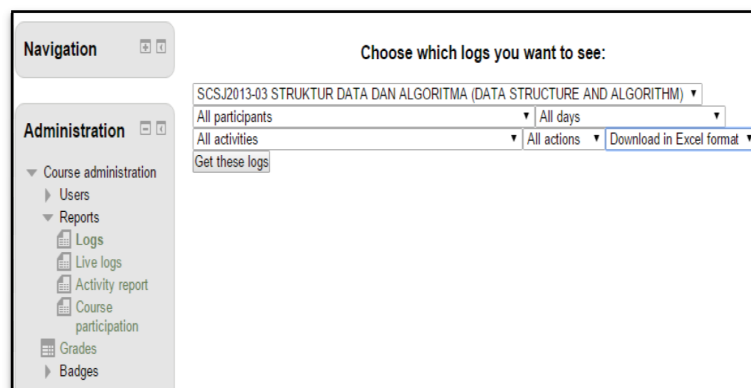 Navigation
Administration
Course administration
Users
Reports
Logs
Live logs
Activity report
Course
participation
Grades
Badges
Choose which logs you want to see:
SCSJ2013-03 STRUKTUR DATA DAN ALGORITMA (DATA STRUCTURE AND ALGORITHM)
All participants All days
All activities All actions Download in Excel format
Get these logs